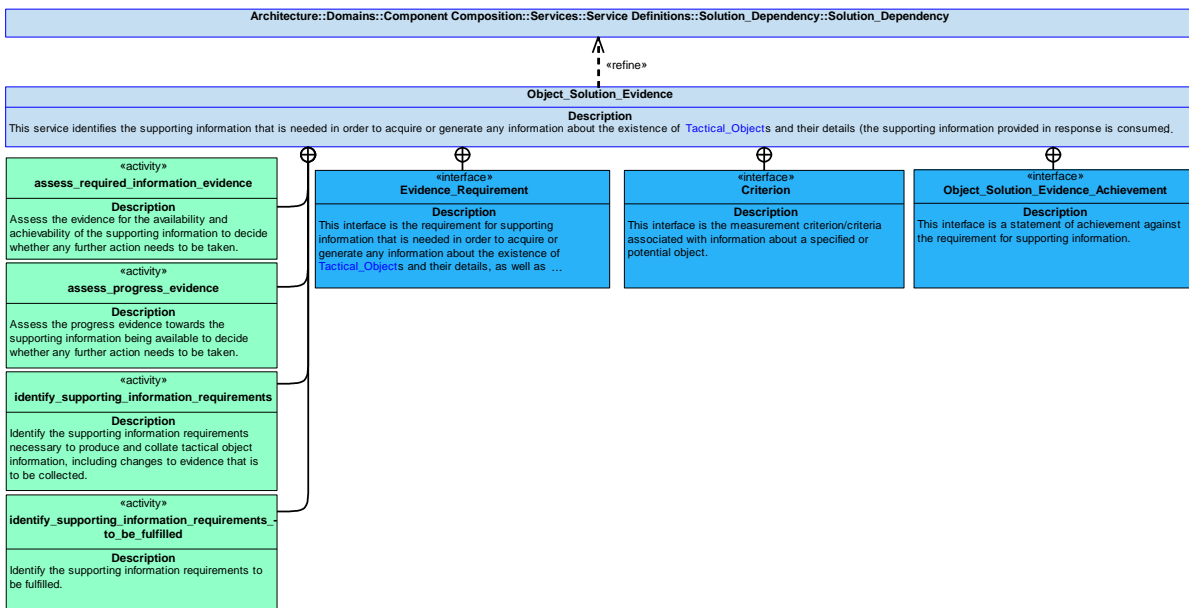 Architecture::Domains::Component Composition::Services::Service Definitions::Solution_Dependency::Solution_Dependency
«refine»
Object_Solution_Evidence
Description
This service identifies the supporting information that is needed in order to acquire or generate any information about the existence of Tactical_Objects and their details (the supporting information provided in response is consumed.
«activity»
assess_required_information_evidence
Description
Assess the evidence for the availability and
achievability of the supporting information to decide
whether any further action needs to be taken.
«activity»
assess_progress_evidence
Description
Assess the progress evidence towards the
supporting information being available to decide
whether any further action needs to be taken.
«activity»
identify_supporting_information_requirements
Description
Identify the supporting information requirements
necessary to produce and collate tactical object
information, including changes to evidence that is
to be collected.
«activity»
identify_supporting_information_requirements_-
to_be_fulfilled
Description
Identify the supporting information requirements to
be fulfilled.
«interface»
Evidence_Requirement
Description
This interface is the requirement for supporting
information that is needed in order to acquire or
generate any information about the existence of
Tactical_Objects and their details, as well as ...
«interface»
Criterion
Description
This interface is the measurement criterion/criteria
associated with information about a specified or
potential object.
«interface»
Object_Solution_Evidence_Achievement
Description
This interface is a statement of achievement against
the requirement for supporting information.